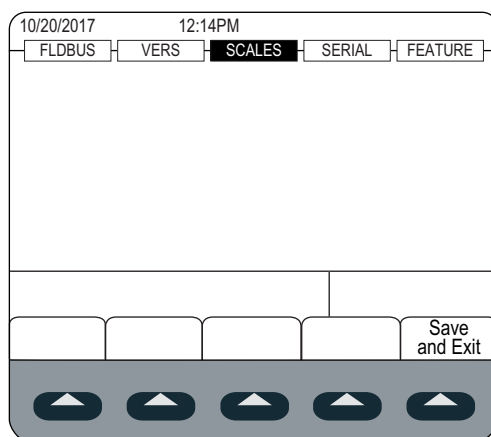 10/20/2017 12:14PM
FLDBUS VERS SCALES SERIAL FEATURE
Save
and Exit